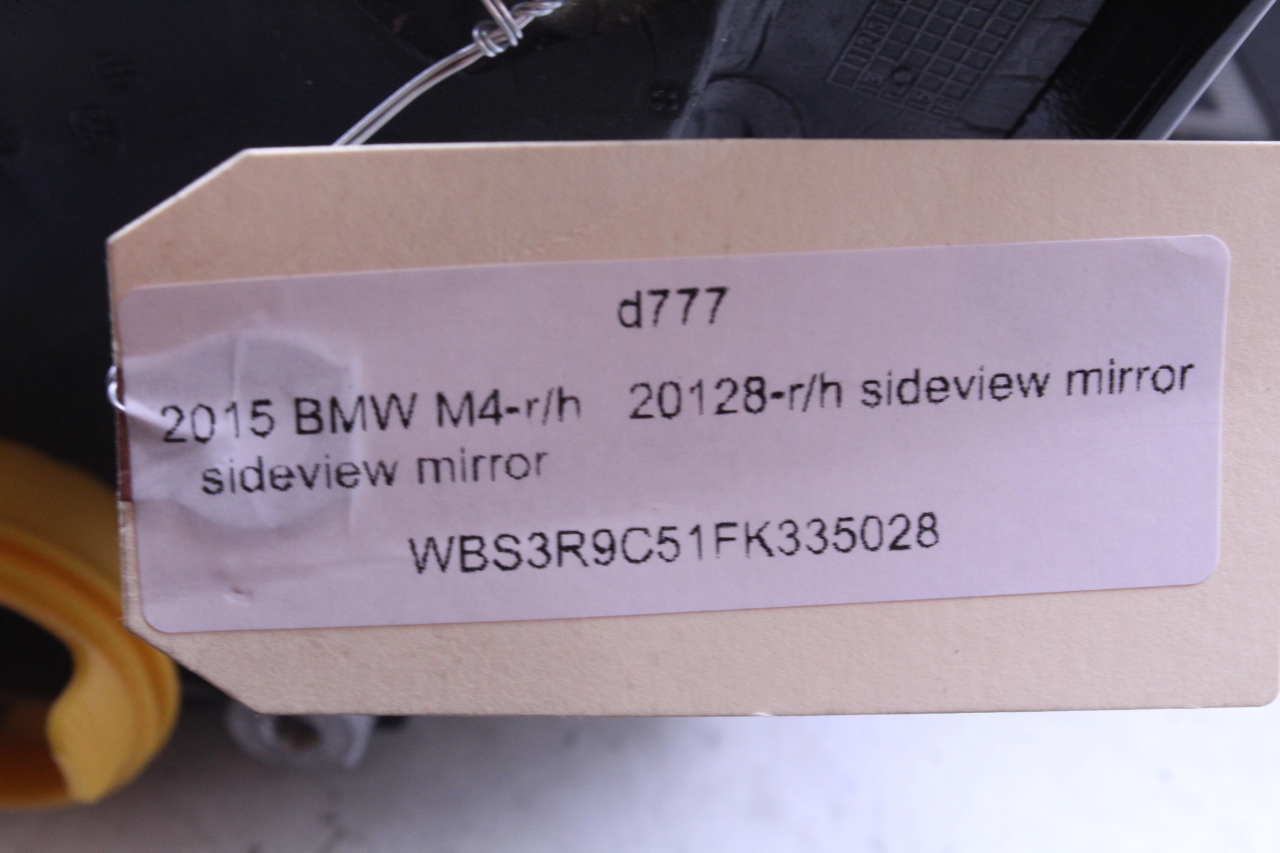 d777
2015 BMW M4-r/h 20128-r/h sideview mirror
sideview mirror
WBS3R9C51FK335028